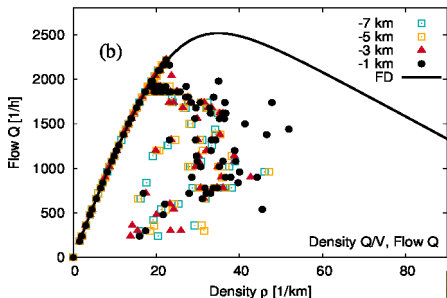 (b)
-7 km
-5 km
-3 km
-1 km
FD
Flow Q [1/h]
2500
2000
1500
1000
500
0
0
20
40
60
80
Density Q/V, Flow Q
Density ρ [1/km]